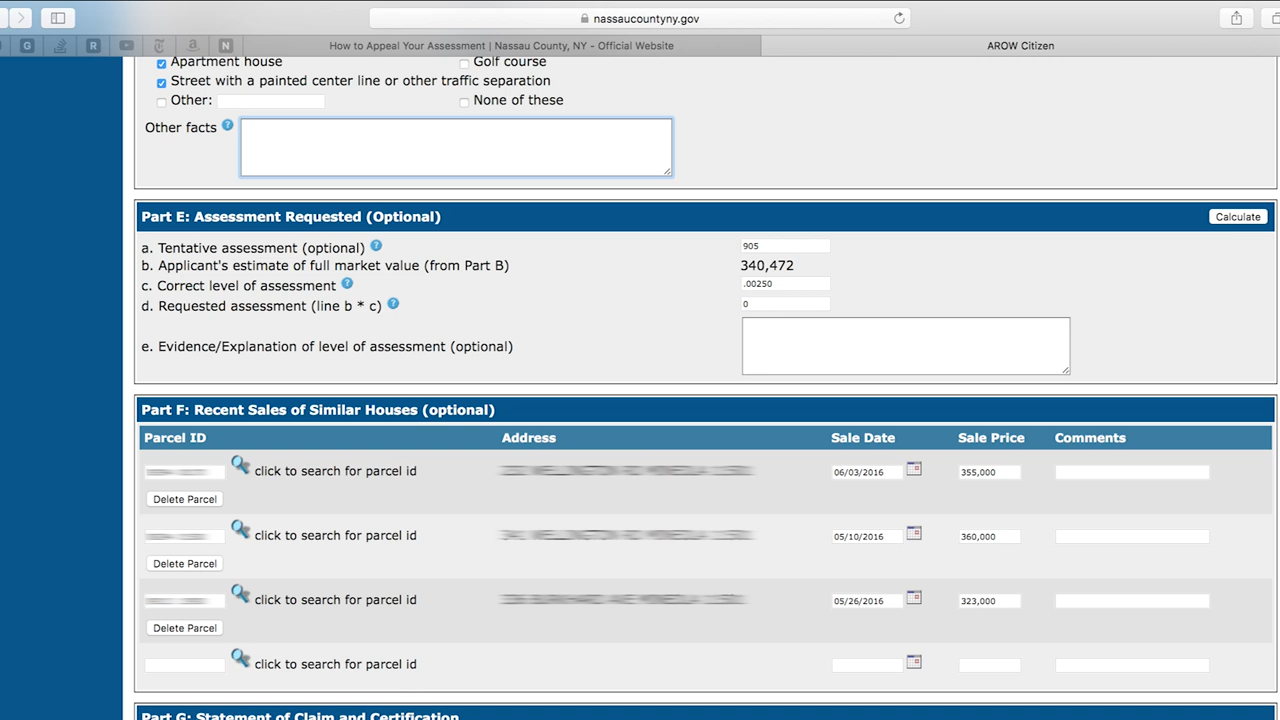 nassaucountyny.gov
G R N
How to Appeal Your Assessment | Nassau County, NY - Official Website
AROW Citizen
Apartment house Golf course
Street with a painted center line or other traffic separation
Other: None of these
Other facts ?
Part E: Assessment Requested (Optional) Calculate
a. Tentative assessment (optional) ? 905
b. Applicant's estimate of full market value (from Part B) 340,472
c. Correct level of assessment ? .00250
d. Requested assessment (line b * c) ? 0
e. Evidence/Explanation of level of assessment (optional)
Part F: Recent Sales of Similar Houses (optional)
Parcel ID Address Sale Date Sale Price Comments
click to search for parcel id 06/03/2016 355,000
Delete Parcel
click to search for parcel id 05/10/2016 360,000
Delete Parcel
click to search for parcel id 05/26/2016 323,000
Delete Parcel
click to search for parcel id
Part G: Statement of Claim and Certification